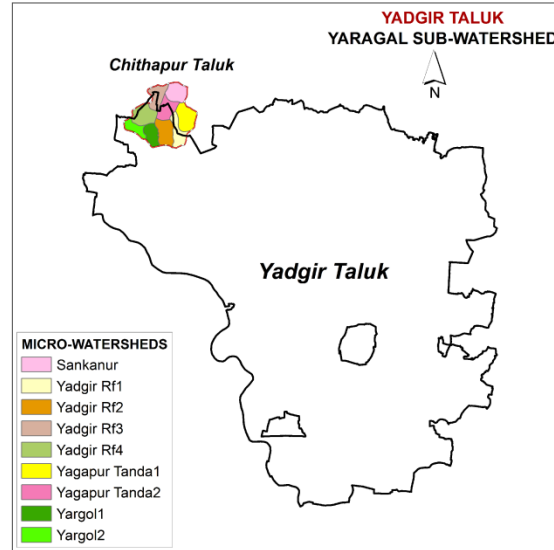 YADGIR TALUK
YARAGAL SUB-WATERSHED
Chithapur Taluk
N
Yadgir Taluk
MICRO-WATERSHEDS
Sankanur
Yadgir Rf1
Yadgir Rf2
Yadgir Rf3
Yadgir Rf4
Yagapur Tanda1
Yagapur Tanda2
Yargol1
Yargol2